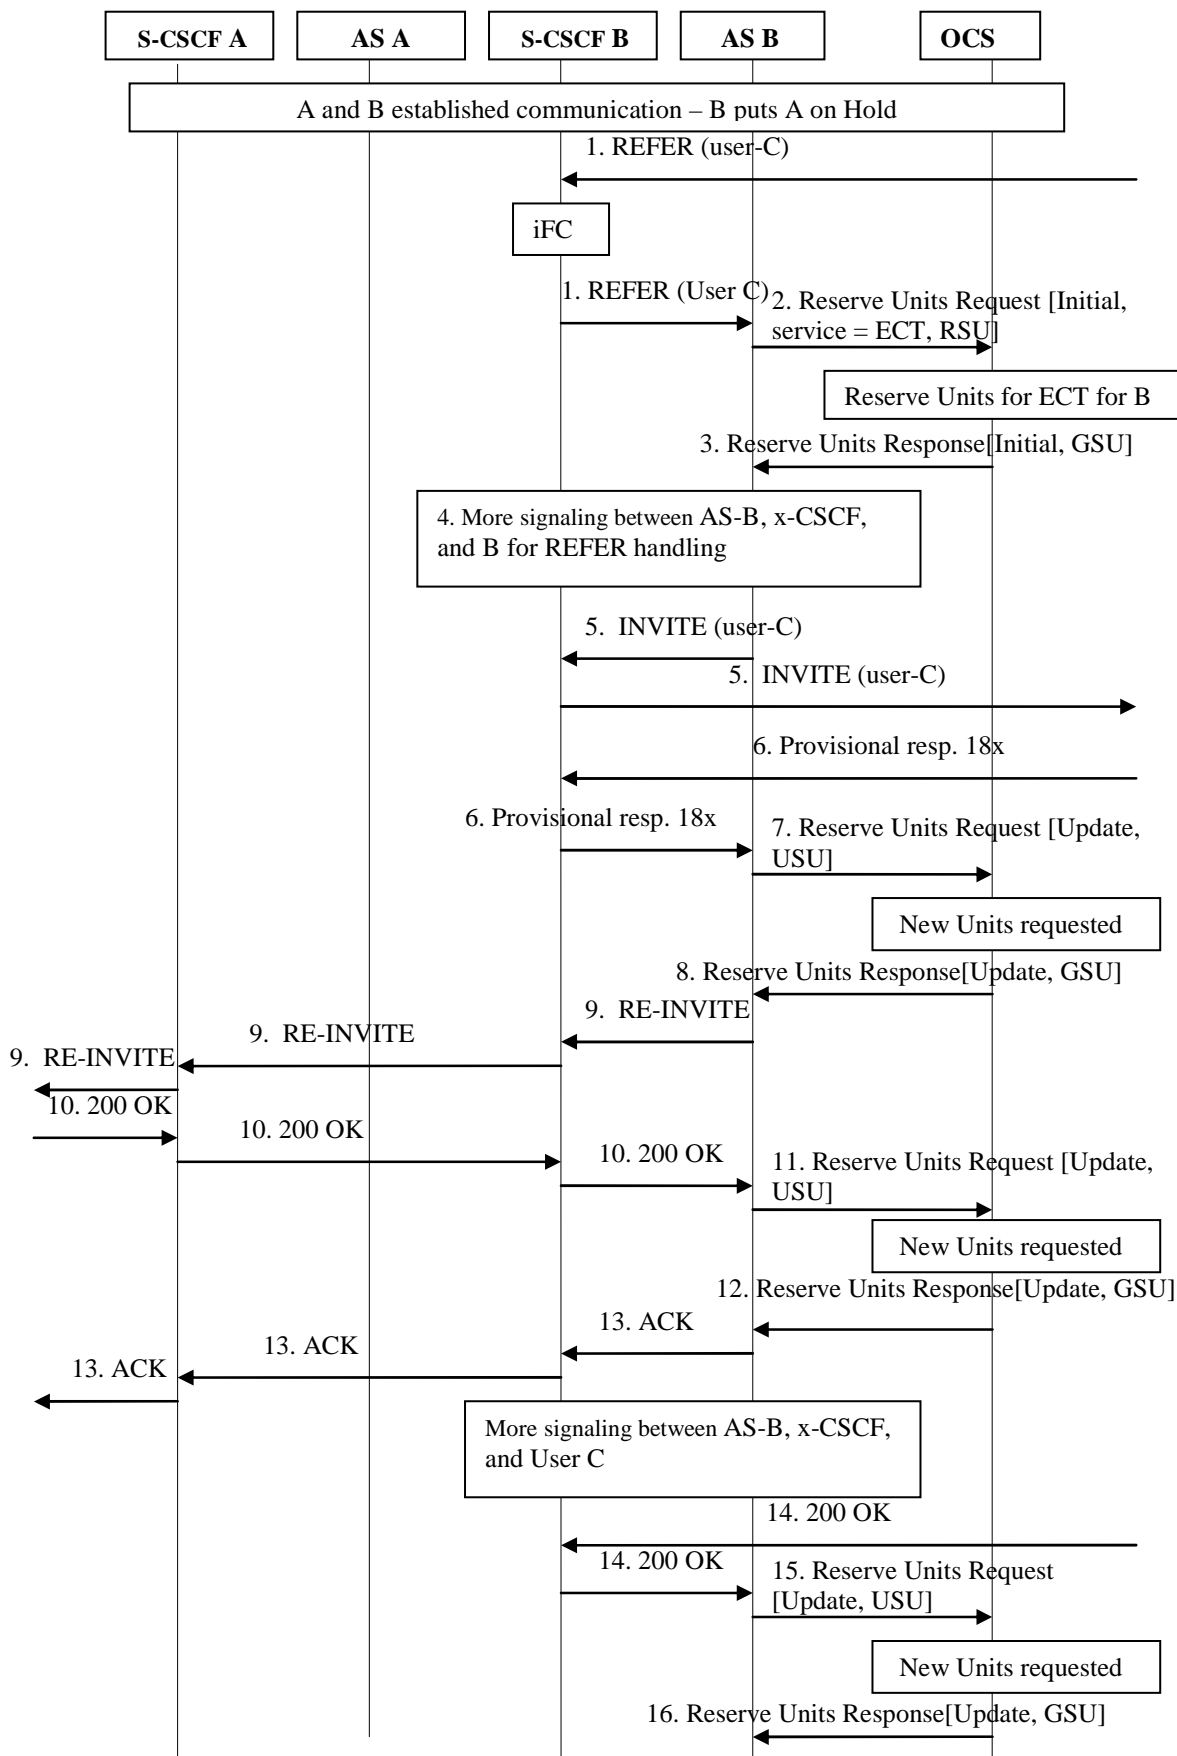 S-CSCF A
AS A
S-CSCF B
AS B
OCS
A and B established communication – B puts A on Hold
1. REFER (user-C)
iFC
1. REFER (User C)
2. Reserve Units Request [Initial,
service = ECT, RSU]
Reserve Units for ECT for B
3. Reserve Units Response[Initial, GSU]
4. More signaling between AS-B, x-CSCF,
and B for REFER handling
5. INVITE (user-C)
5. INVITE (user-C)
6. Provisional resp. 18x
6. Provisional resp. 18x
7. Reserve Units Request [Update,
USU]
New Units requested
8. Reserve Units Response[Update, GSU]
9. RE-INVITE
9. RE-INVITE
9. RE-INVITE
10. 200 OK
10. 200 OK
10. 200 OK
11. Reserve Units Request [Update,
USU]
New Units requested
12. Reserve Units Response[Update, GSU]
13. ACK
13. ACK
13. ACK
More signaling between AS-B, x-CSCF,
and User C
14. 200 OK
14. 200 OK
15. Reserve Units Request
[Update, USU]
New Units requested
16. Reserve Units Response[Update, GSU]